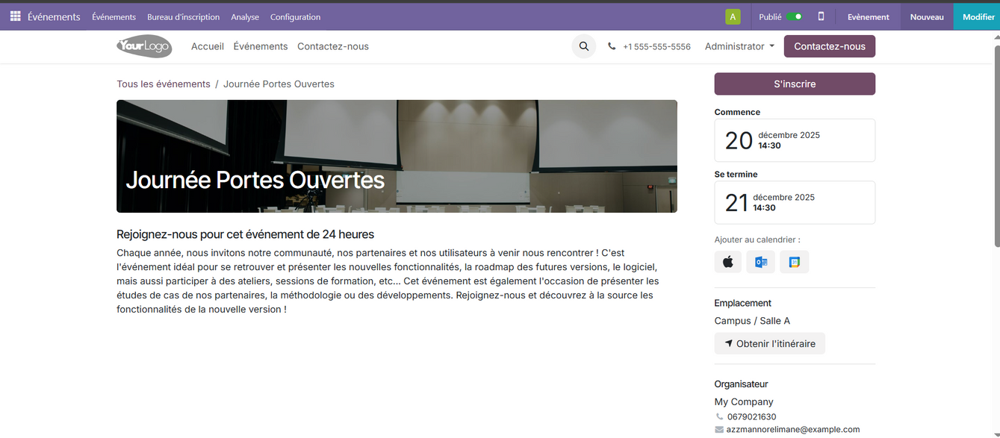 Événements Événements Bureau d'inscription Analyse Configuration A Publié Evènement Nouveau Modifier
YourLogo Accueil Événements Contactez-nous +1 555-555-5556 Administrator Contactez-nous
Tous les événements / Journée Portes Ouvertes
Journée Portes Ouvertes
Rejoignez-nous pour cet événement de 24 heures
Chaque année, nous invitons notre communauté, nos partenaires et nos utilisateurs à venir nous rencontrer ! C'est
l'événement idéal pour se retrouver et présenter les nouvelles fonctionnalités, la roadmap des futures versions, le logiciel,
mais aussi participer à des ateliers, sessions de formation, etc... Cet événement est également l'occasion de présenter les
études de cas de nos partenaires, la méthodologie ou des développements. Rejoignez-nous et découvrez à la source les
fonctionnalités de la nouvelle version !
S'inscrire
Commence
20 décembre 2025
14:30
Se termine
21 décembre 2025
14:30
Ajouter au calendrier :
31
Emplacement
Campus / Salle A
Obtenir l'itinéraire
Organisateur
My Company
0679021630
azzmannorelimane@example.com